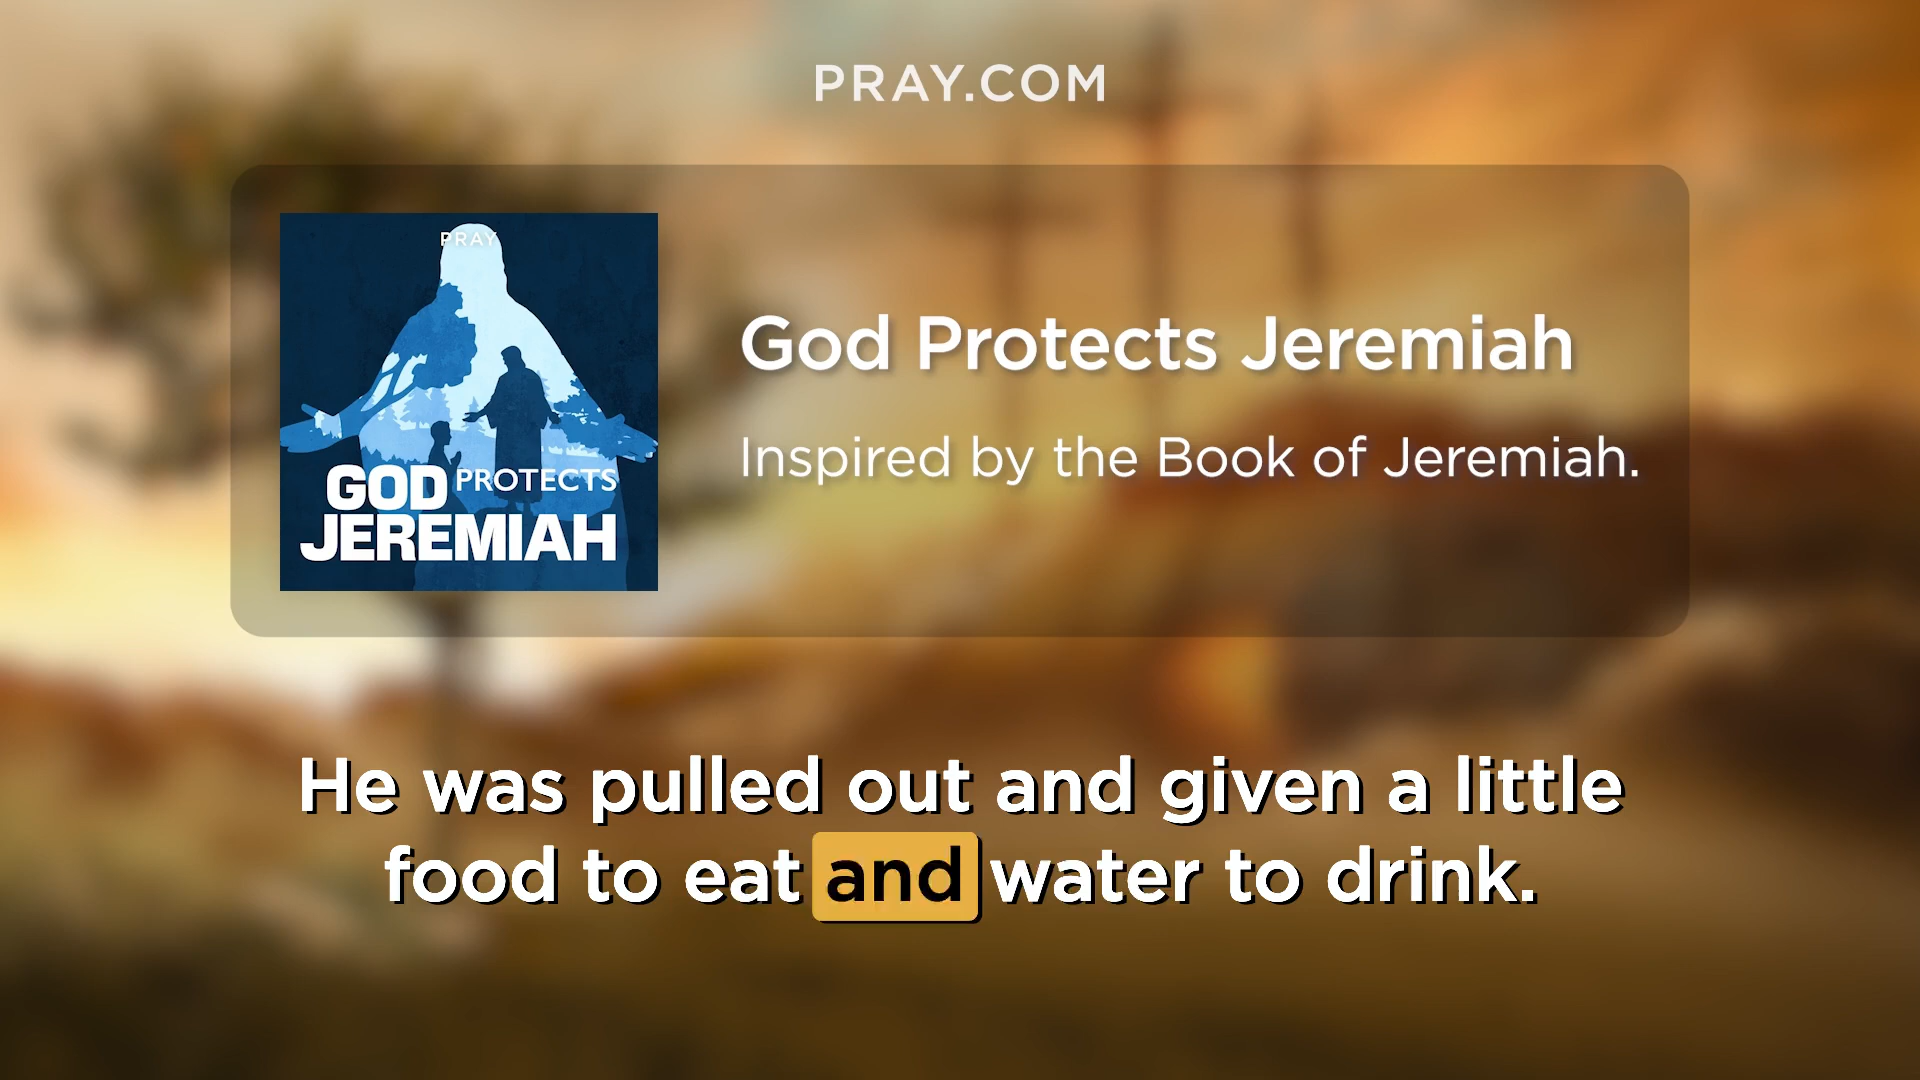 PRAY.COM
PRAY
GOD PROTECTS
JEREMIAH
God Protects Jeremiah
Inspired by the Book of Jeremiah.
He was pulled out and given a little
food to eat and water to drink.